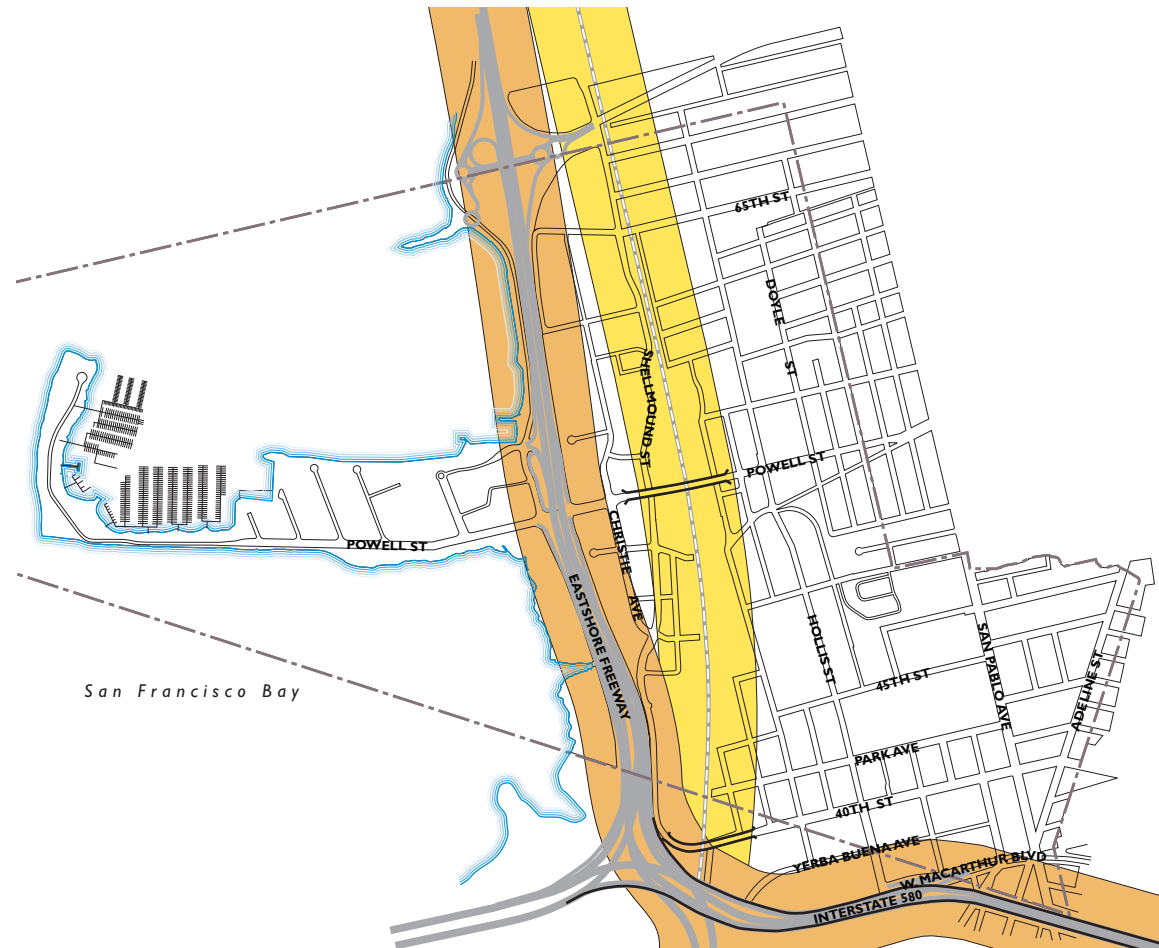 65TH ST
DOYLE ST
SHELLMOUND ST
POWELL ST
POWELL ST
CHRISTIE AVE
EASTSHORE FREEWAY
HOLLIS ST
SAN PABLO AVE
45TH ST
ADELINE ST
San Francisco Bay
PARK AVE
40TH ST
YERBA BUENA AVE
W MACARTHUR BLVD
INTERSTATE 580